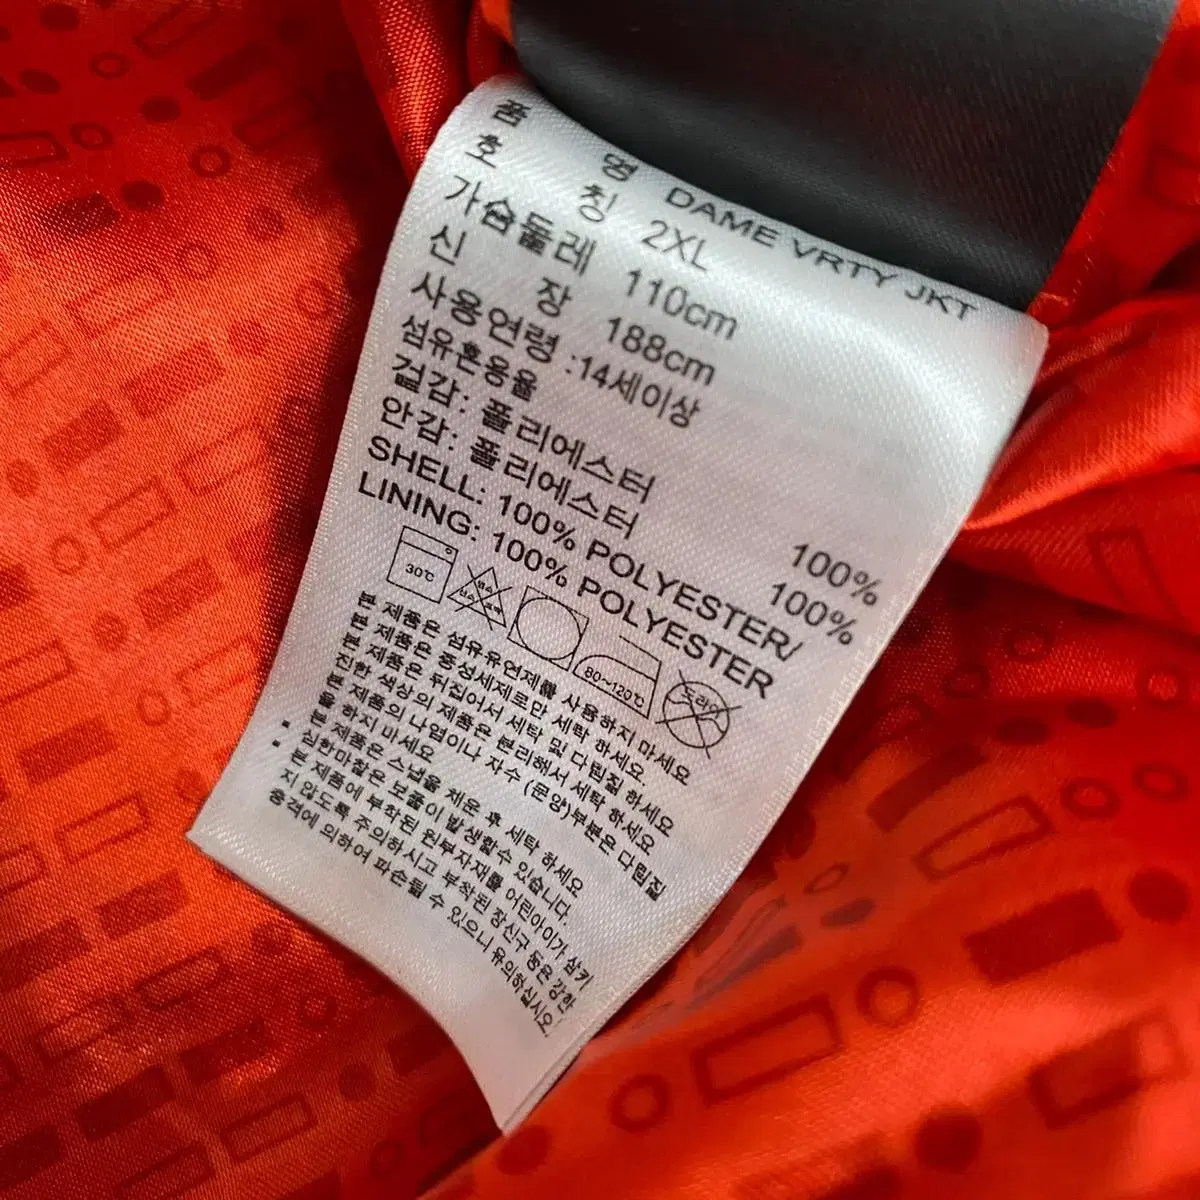 품 명 DAME VRTY JKT
호 칭 2XL
가슴둘레 110cm
신 장 188cm
사용연령 :14세이상
섬유혼용율
겉감: 폴리에스터 100%
안감: 폴리에스터 100%
SHELL: 100% POLYESTER/
LINING: 100% POLYESTER
30℃ 80~120℃ 드라이
본 제품은 섬유유연제를 사용하지 마세요
본 제품은 중성세제로만 세탁 하세요
본 제품은 뒤집어서 세탁 및 다림질 하세요
진한 색상의 제품은 분리해서 세탁 하세요
본 제품의 나염이나 자수 (문양)부분은 다림질
하지 마세요
본 제품은 스냅을 채운 후 세탁 하세요
심한마찰은 보풀이 발생할수 있습니다.
본 제품에 부착된 원부자재를 어린아이가 삼키
지 않도록 주의하시고 부착된 장신구 등은 강한
충격에 의하여 파손될 수 있으니 유의하십시오.